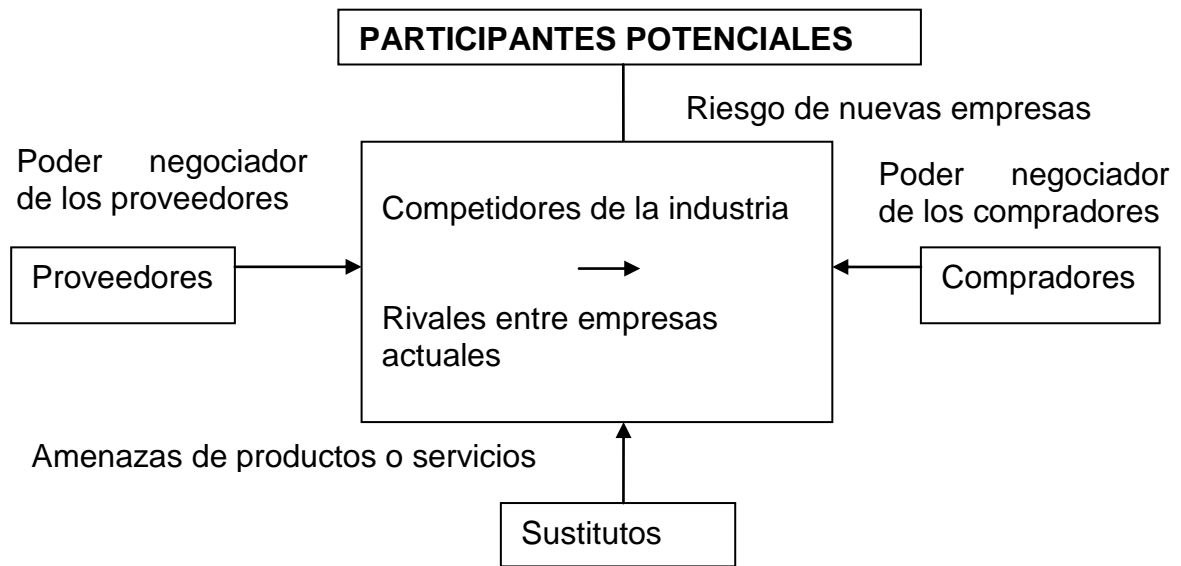 PARTICIPANTES POTENCIALES
Riesgo de nuevas empresas
Poder negociador
de los proveedores
Poder negociador
de los compradores
Competidores de la industria
Proveedores
Compradores
Rivales entre empresas
actuales
Amenazas de productos o servicios
Sustitutos